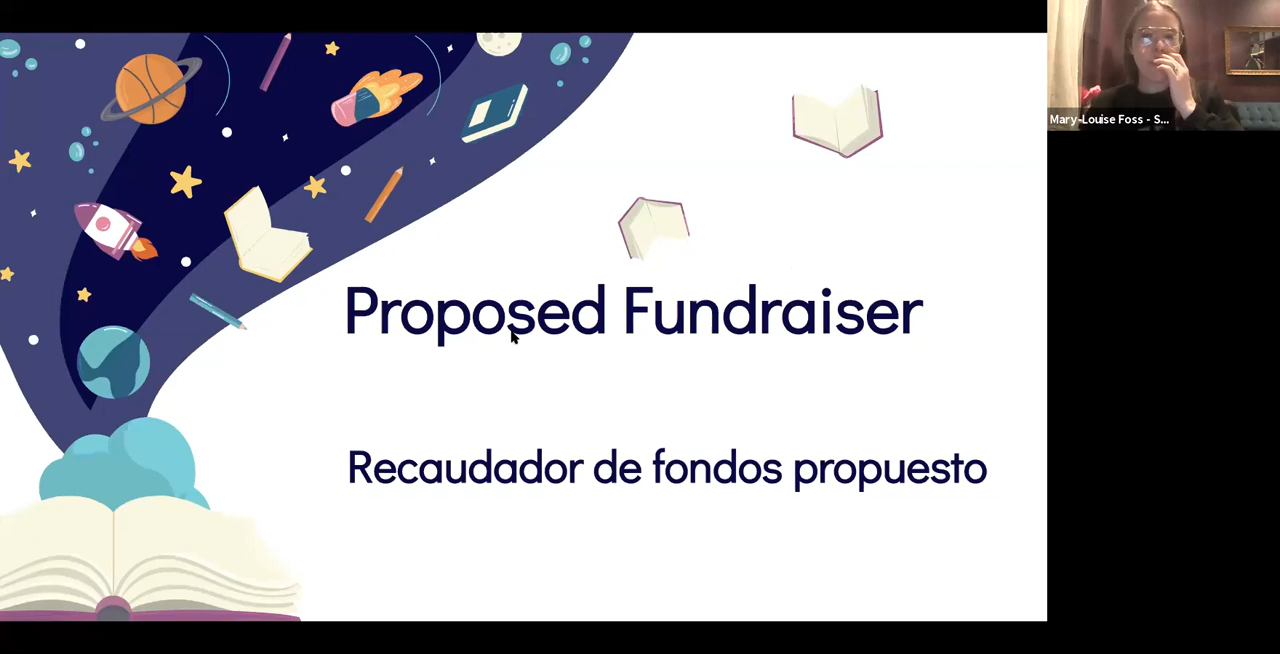 Mary-Louise Foss - S...
Proposed Fundraiser
Recaudador de fondos propuesto